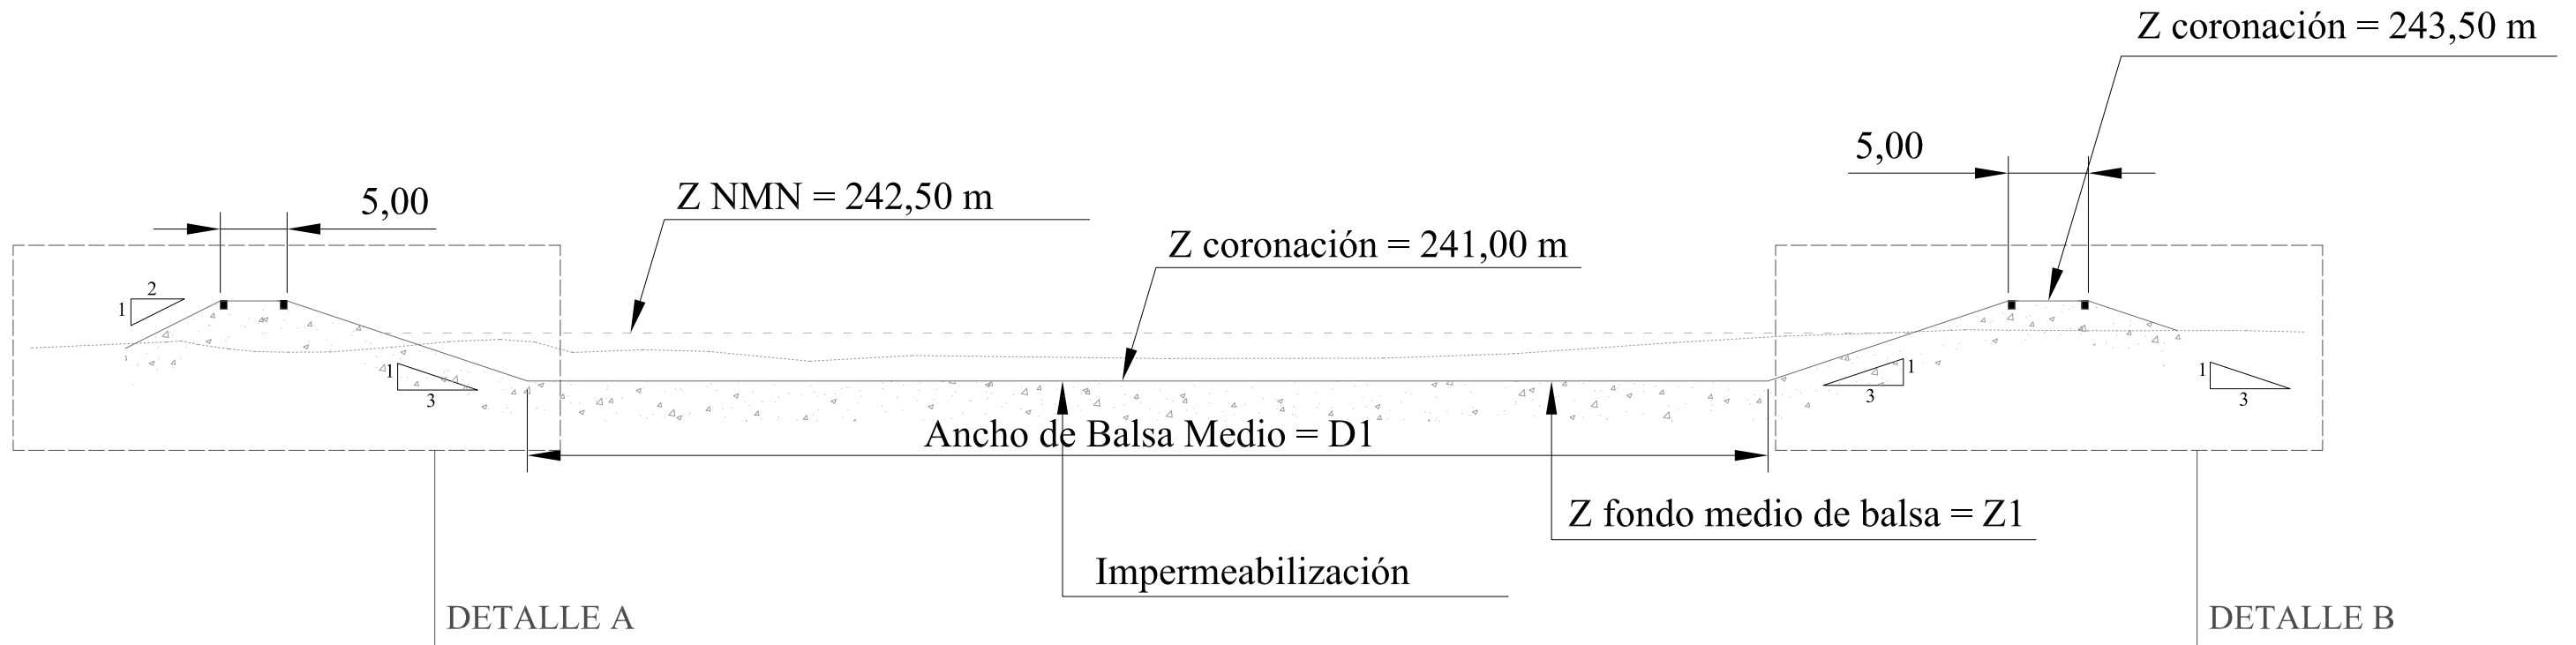 Z coronación = 243,50 m
5,00
5,00
Z NMN = 242,50 m
Z coronación = 241,00 m
2
1
1
3
1
3
1
3
Ancho de Balsa Medio = D1
Z fondo medio de balsa = Z1
Impermeabilización
DETALLE A
DETALLE B